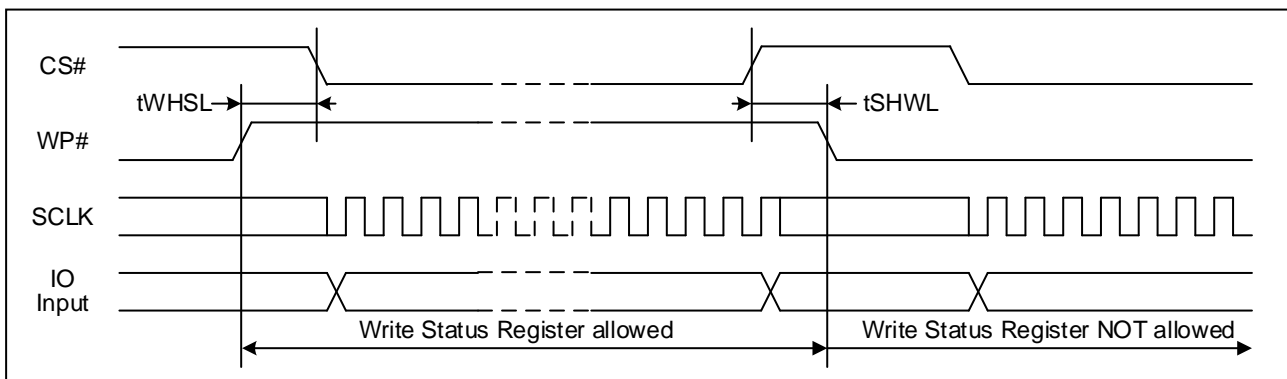 CS#
tWHSL
tSHWL
WP#
SCLK
IO
Input
Write Status Register allowed
Write Status Register NOT allowed